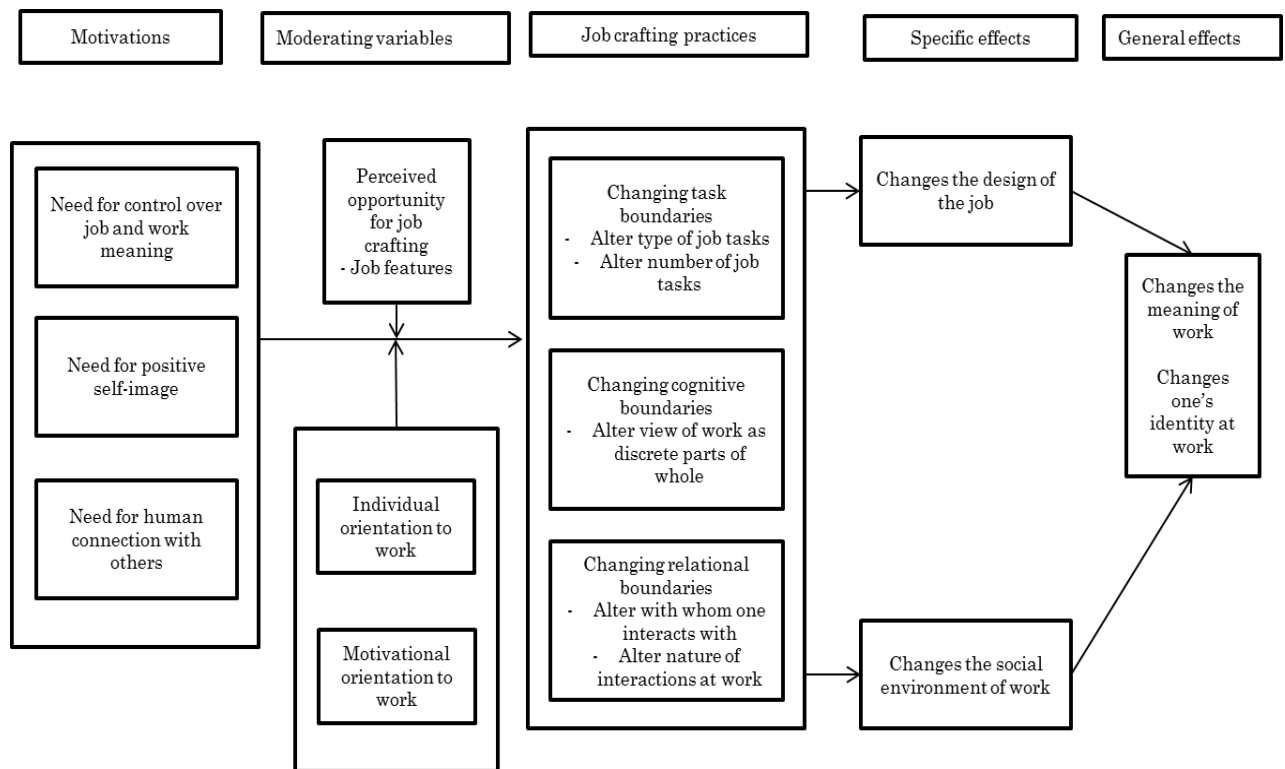 Motivations
Moderating variables
Job crafting practices
Specific effects
General effects
Need for control over
job and work
meaning
Need for positive
self-image
Need for human
connection with
others
Perceived
opportunity
for job
crafting
- Job features
Individual
orientation to
work
Motivational
orientation to
work
Changing task
boundaries
- Alter type of job tasks
- Alter number of job
tasks
Changing cognitive
boundaries
- Alter view of work as
discrete parts of
whole
Changing relational
boundaries
- Alter with whom one
interacts with
- Alter nature of
interactions at work
Changes the design of
the job
Changes the social
environment of work
Changes the
meaning of
work
Changes
one's
identity at
work